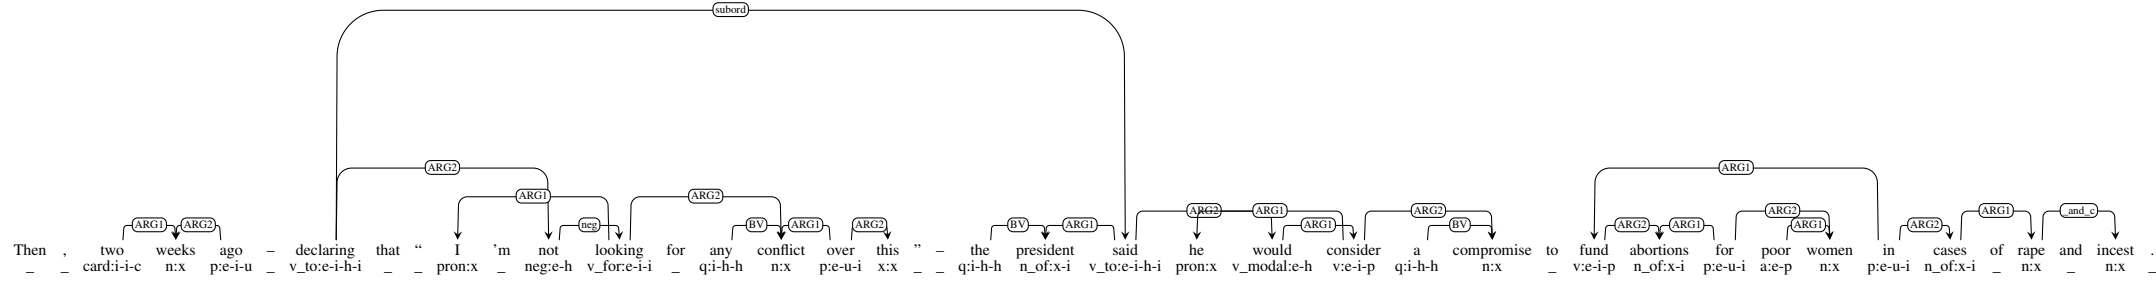 subord
ARG2 ARG1
ARG1 ARG2
ARG2 ARG1 ARG2
ARG1 ARG2 neg BV ARG1 ARG2 BV ARG1 ARG1 BV ARG2 ARG1 ARG1 ARG2 ARG1 _and_c
Then , two weeks ago – declaring that “ I ’m not looking for any conflict over this ” – the president said he would consider a compromise to fund abortions for poor women in cases of rape and incest .
_ _ card:i-i-c n:x p:e-i-u _ v_to:e-i-h-i _ _ pron:x _ neg:e-h v_for:e-i-i _ q:i-h-h n:x p:e-u-i x:x _ _ q:i-h-h n_of:x-i v_to:e-i-h-i pron:x v_modal:e-h v:e-i-p q:i-h-h n:x _ v:e-i-p n_of:x-i p:e-u-i a:e-p n:x p:e-u-i n_of:x-i _ n:x _ n:x _